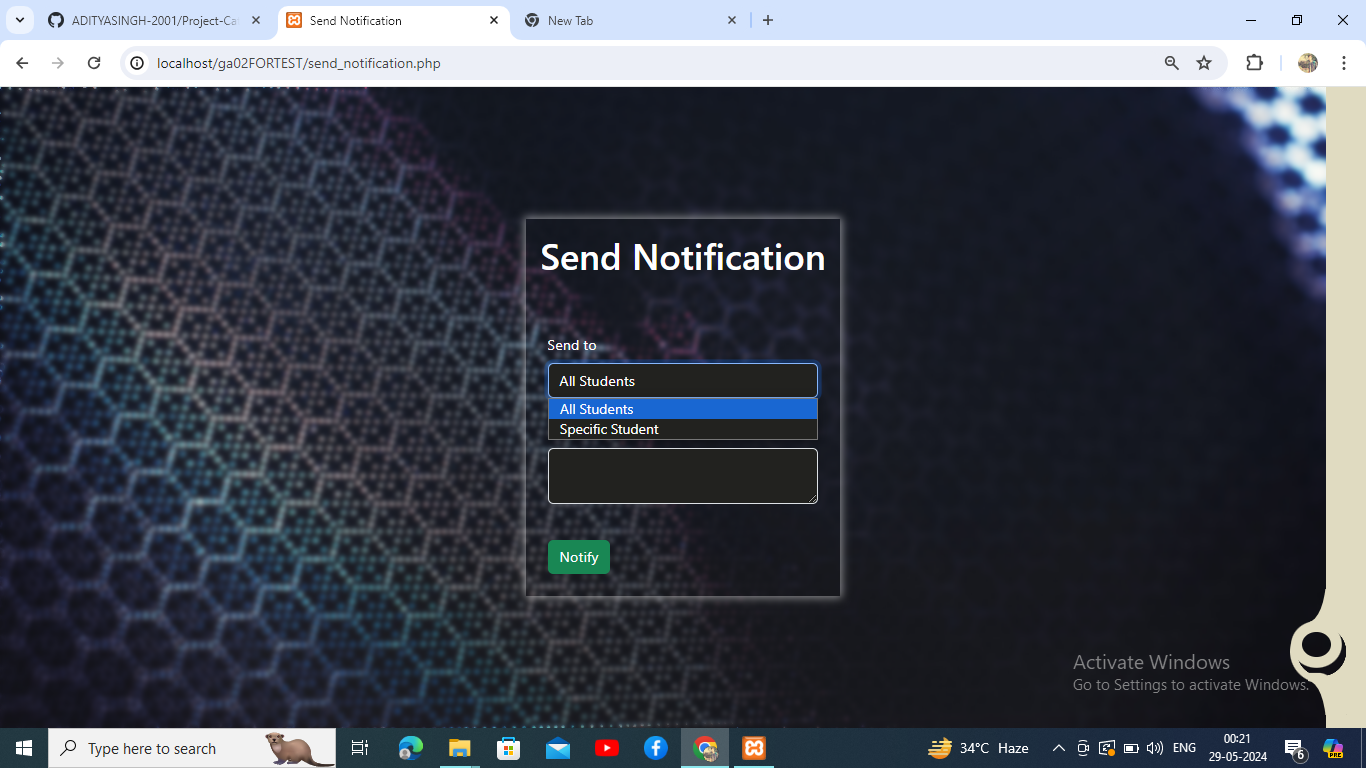 ADITYASINGH-2001/Project-Ca
Send Notification
New Tab
localhost/ga02FORTEST/send_notification.php
Send Notification
Send to
All Students
All Students
Specific Student
Notify
Activate Windows
Go to Settings to activate Windows.
Type here to search
34°C Haze
ENG
00:21
29-05-2024
6
PRE